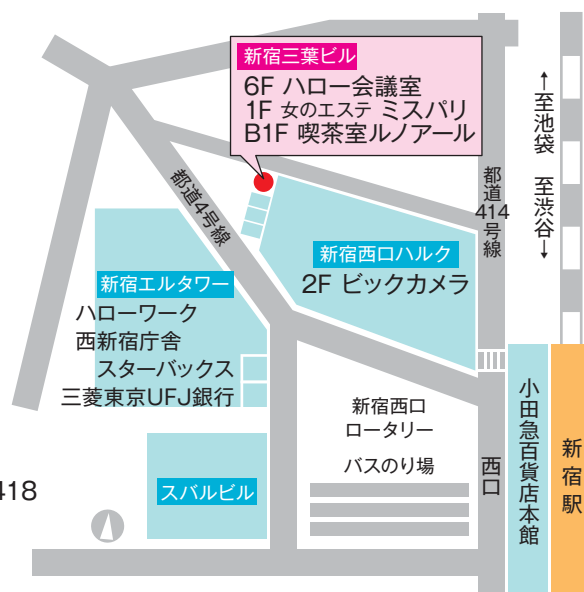 新宿三葉ビル
6F ハロー会議室
1F 女のエステ ミスパリ
B1F 喫茶室ルノアール
←至池袋 至渋谷→
都道414号線
都道4号線
新宿西口ハルク
2F ビックカメラ
新宿エルタワー
ハローワーク
西新宿庁舎
スターバックス
三菱東京UFJ銀行
新宿西口
ロータリー
バスのり場
西口
小田急百貨店本館
新宿駅
スバルビル
418